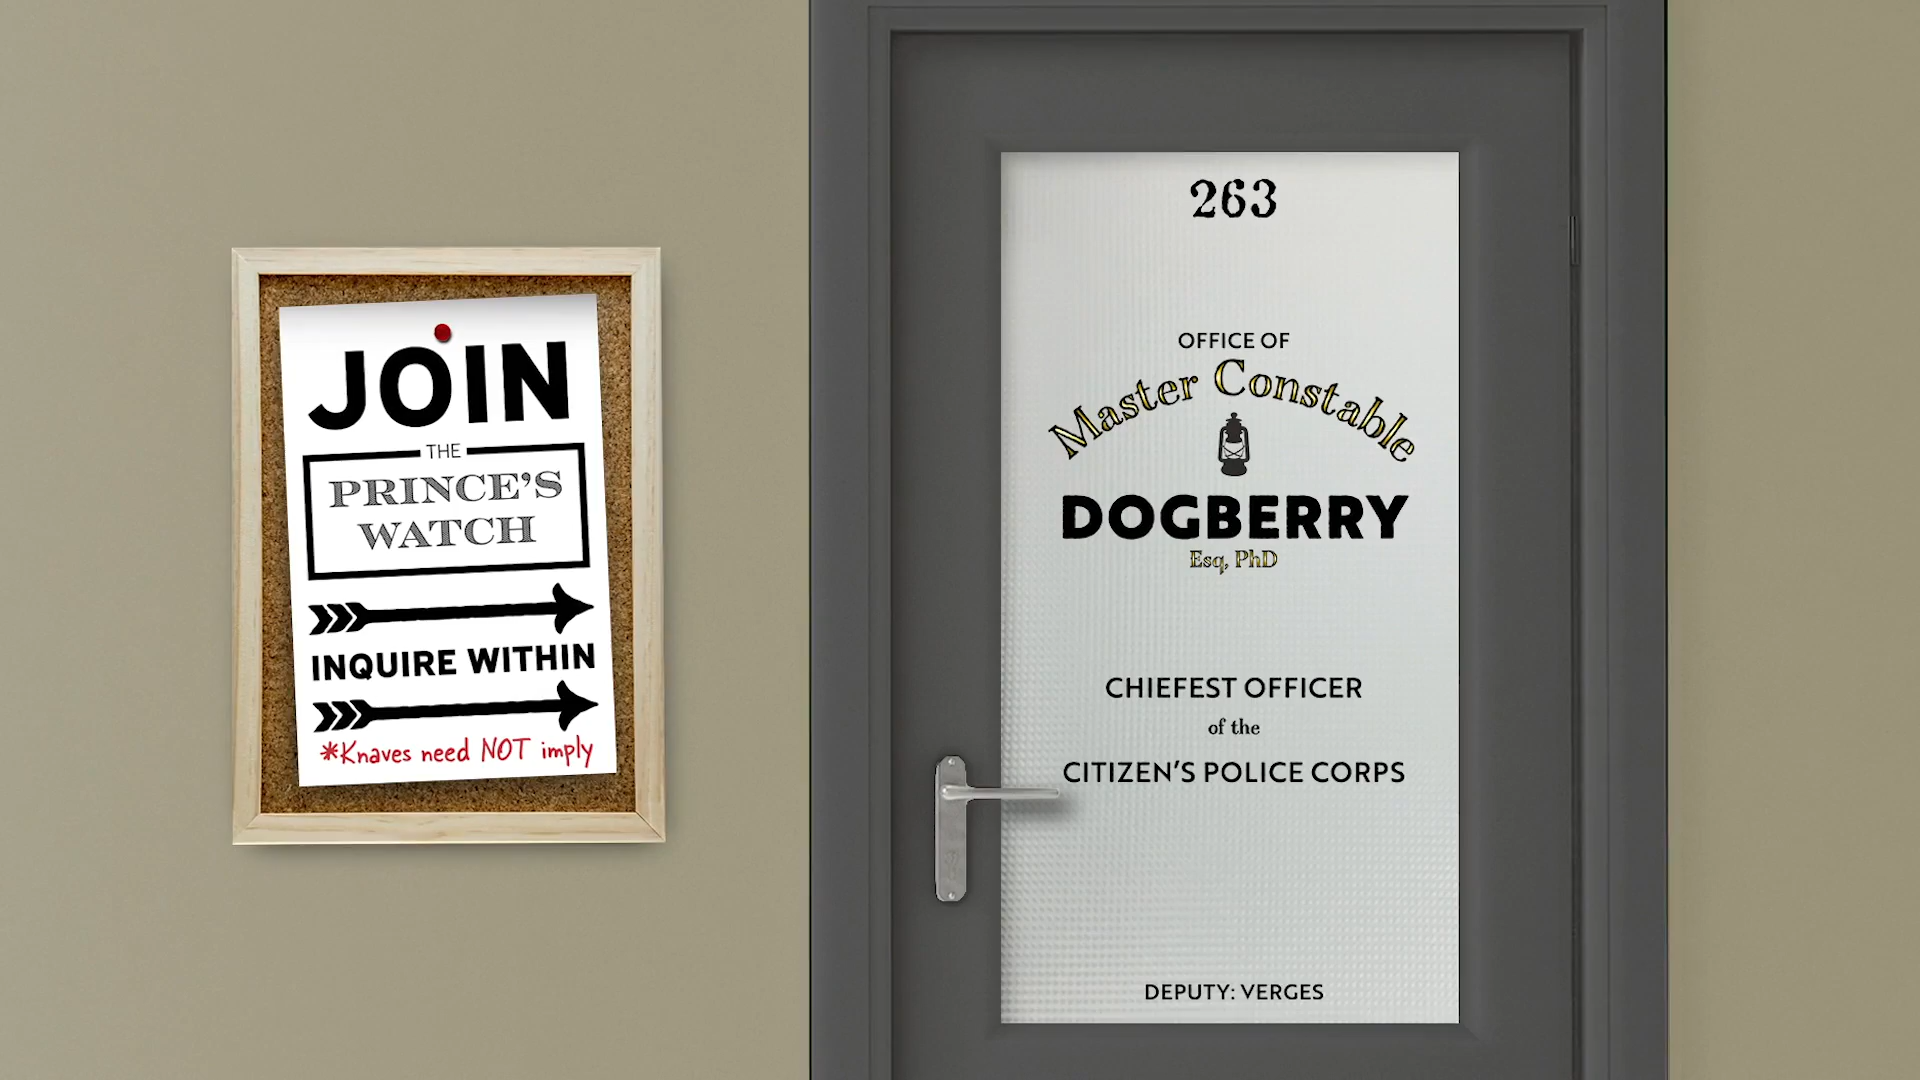 JOIN
THE
PRINCE'S
WATCH
INQUIRE WITHIN
*Knaves need NOT imply
263
OFFICE OF
Master Constable
DOGBERRY
Esq, PhD
CHIEFEST OFFICER
of the
CITIZEN'S POLICE CORPS
DEPUTY: VERGES